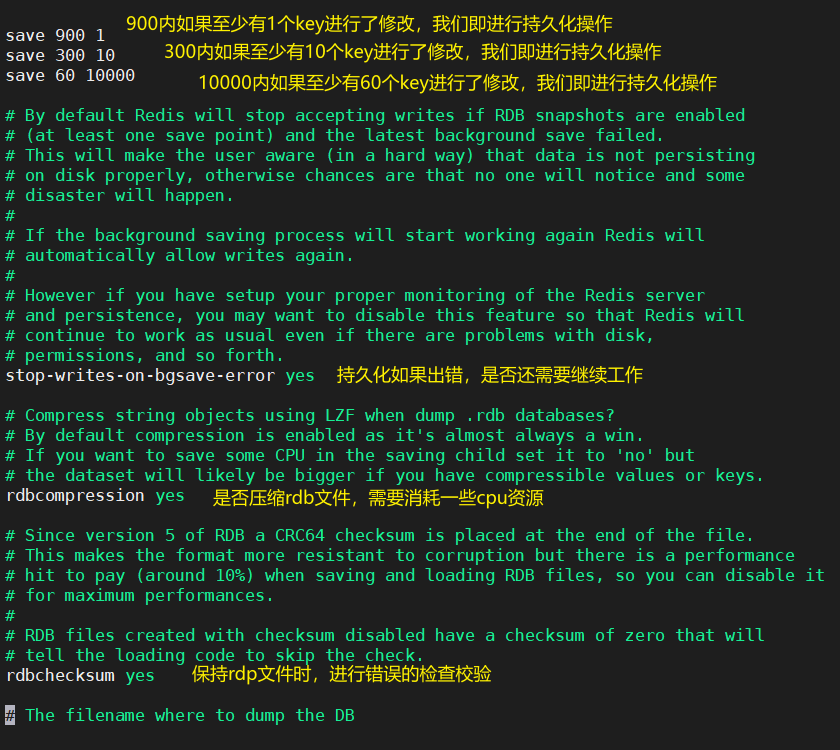 save 900 1 900内如果至少有1个key进行了修改，我们即进行持久化操作
save 300 10 300内如果至少有10个key进行了修改，我们即进行持久化操作
save 60 10000 10000内如果至少有60个key进行了修改，我们即进行持久化操作
# By default Redis will stop accepting writes if RDB snapshots are enabled
# (at least one save point) and the latest background save failed.
# This will make the user aware (in a hard way) that data is not persisting
# on disk properly, otherwise chances are that no one will notice and some
# disaster will happen.
#
# If the background saving process will start working again Redis will
# automatically allow writes again.
#
# However if you have setup your proper monitoring of the Redis server
# and persistence, you may want to disable this feature so that Redis will
# continue to work as usual even if there are problems with disk,
# permissions, and so forth.
stop-writes-on-bgsave-error yes 持久化如果出错，是否还需要继续工作
# Compress string objects using LZF when dump .rdb databases?
# By default compression is enabled as it's almost always a win.
# If you want to save some CPU in the saving child set it to 'no' but
# the dataset will likely be bigger if you have compressible values or keys.
rdbcompression yes 是否压缩rdb文件，需要消耗一些cpu资源
# Since version 5 of RDB a CRC64 checksum is placed at the end of the file.
# This makes the format more resistant to corruption but there is a performance
# hit to pay (around 10%) when saving and loading RDB files, so you can disable it
# for maximum performances.
#
# RDB files created with checksum disabled have a checksum of zero that will
# tell the loading code to skip the check.
rdbchecksum yes 保持rdp文件时，进行错误的检查校验
# The filename where to dump the DB